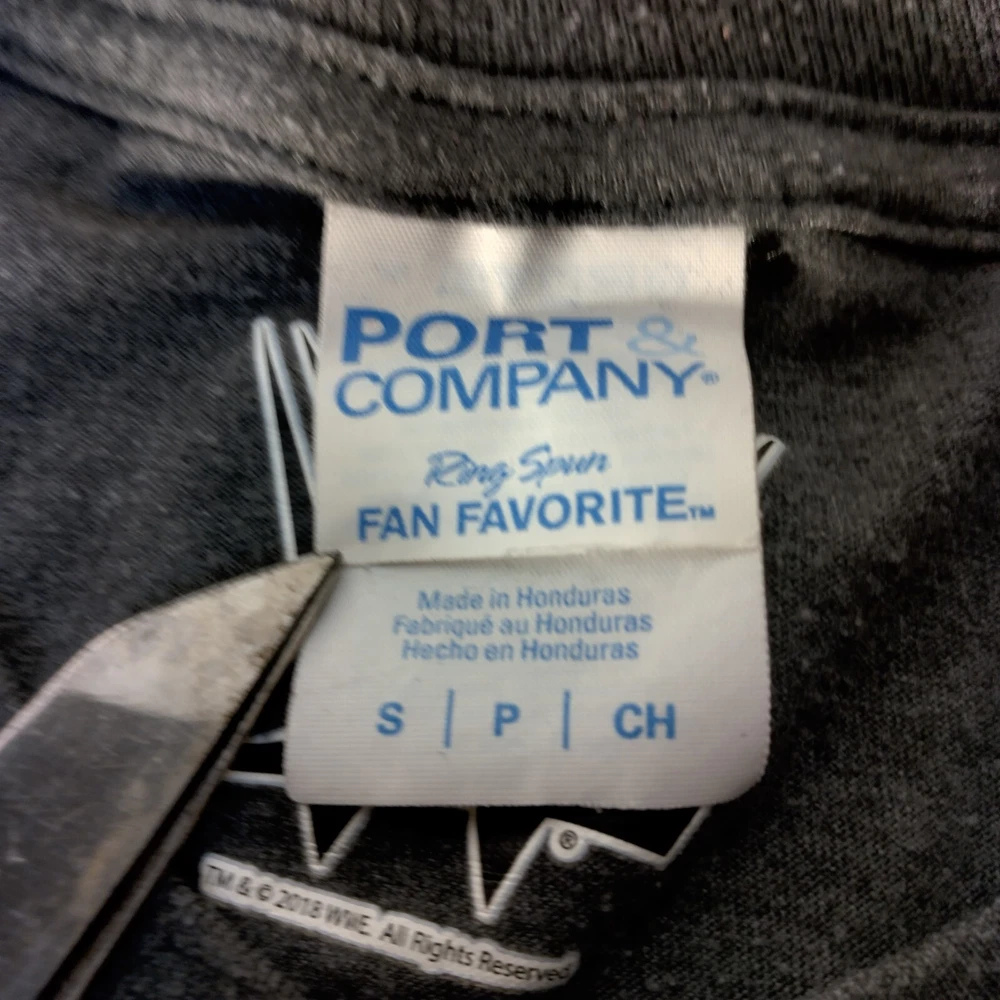 PORT &
COMPANY®
Ring Spun
FAN FAVORITE™
Made in Honduras
Fabriqué au Honduras
Hecho en Honduras
S | P | CH
®
TM & © 2018 WWE. All Rights Reserved